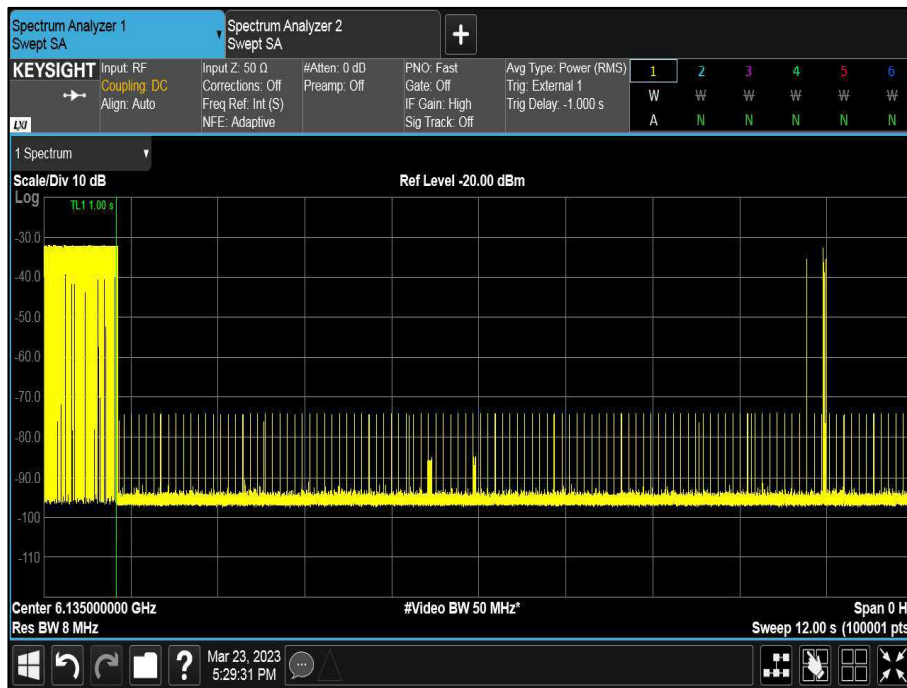 Spectrum Analyzer 1
Swept SA
Spectrum Analyzer 2
Swept SA
+
KEYSIGHT
LXI
Input: RF
Coupling: DC
Align: Auto
Input Z: 50 Ω
Corrections: Off
Freq Ref: Int (S)
NFE: Adaptive
#Atten: 0 dB
Preamp: Off
PNO: Fast
Gate: Off
IF Gain: High
Sig Track: Off
Avg Type: Power (RMS)
Trig: External 1
Trig Delay: -1.000 s
1 2 3 4 5 6
W W W W W W
A N N N N N
1 Spectrum
Scale/Div 10 dB
Ref Level -20.00 dBm
Log
TL1 1.00 s
-30.0
-40.0
-50.0
-60.0
-70.0
-80.0
-90.0
-100
-110
Center 6.135000000 GHz
#Video BW 50 MHz*
Span 0 H
Res BW 8 MHz
Sweep 12.00 s (100001 pts
?
Mar 23, 2023
5:29:31 PM